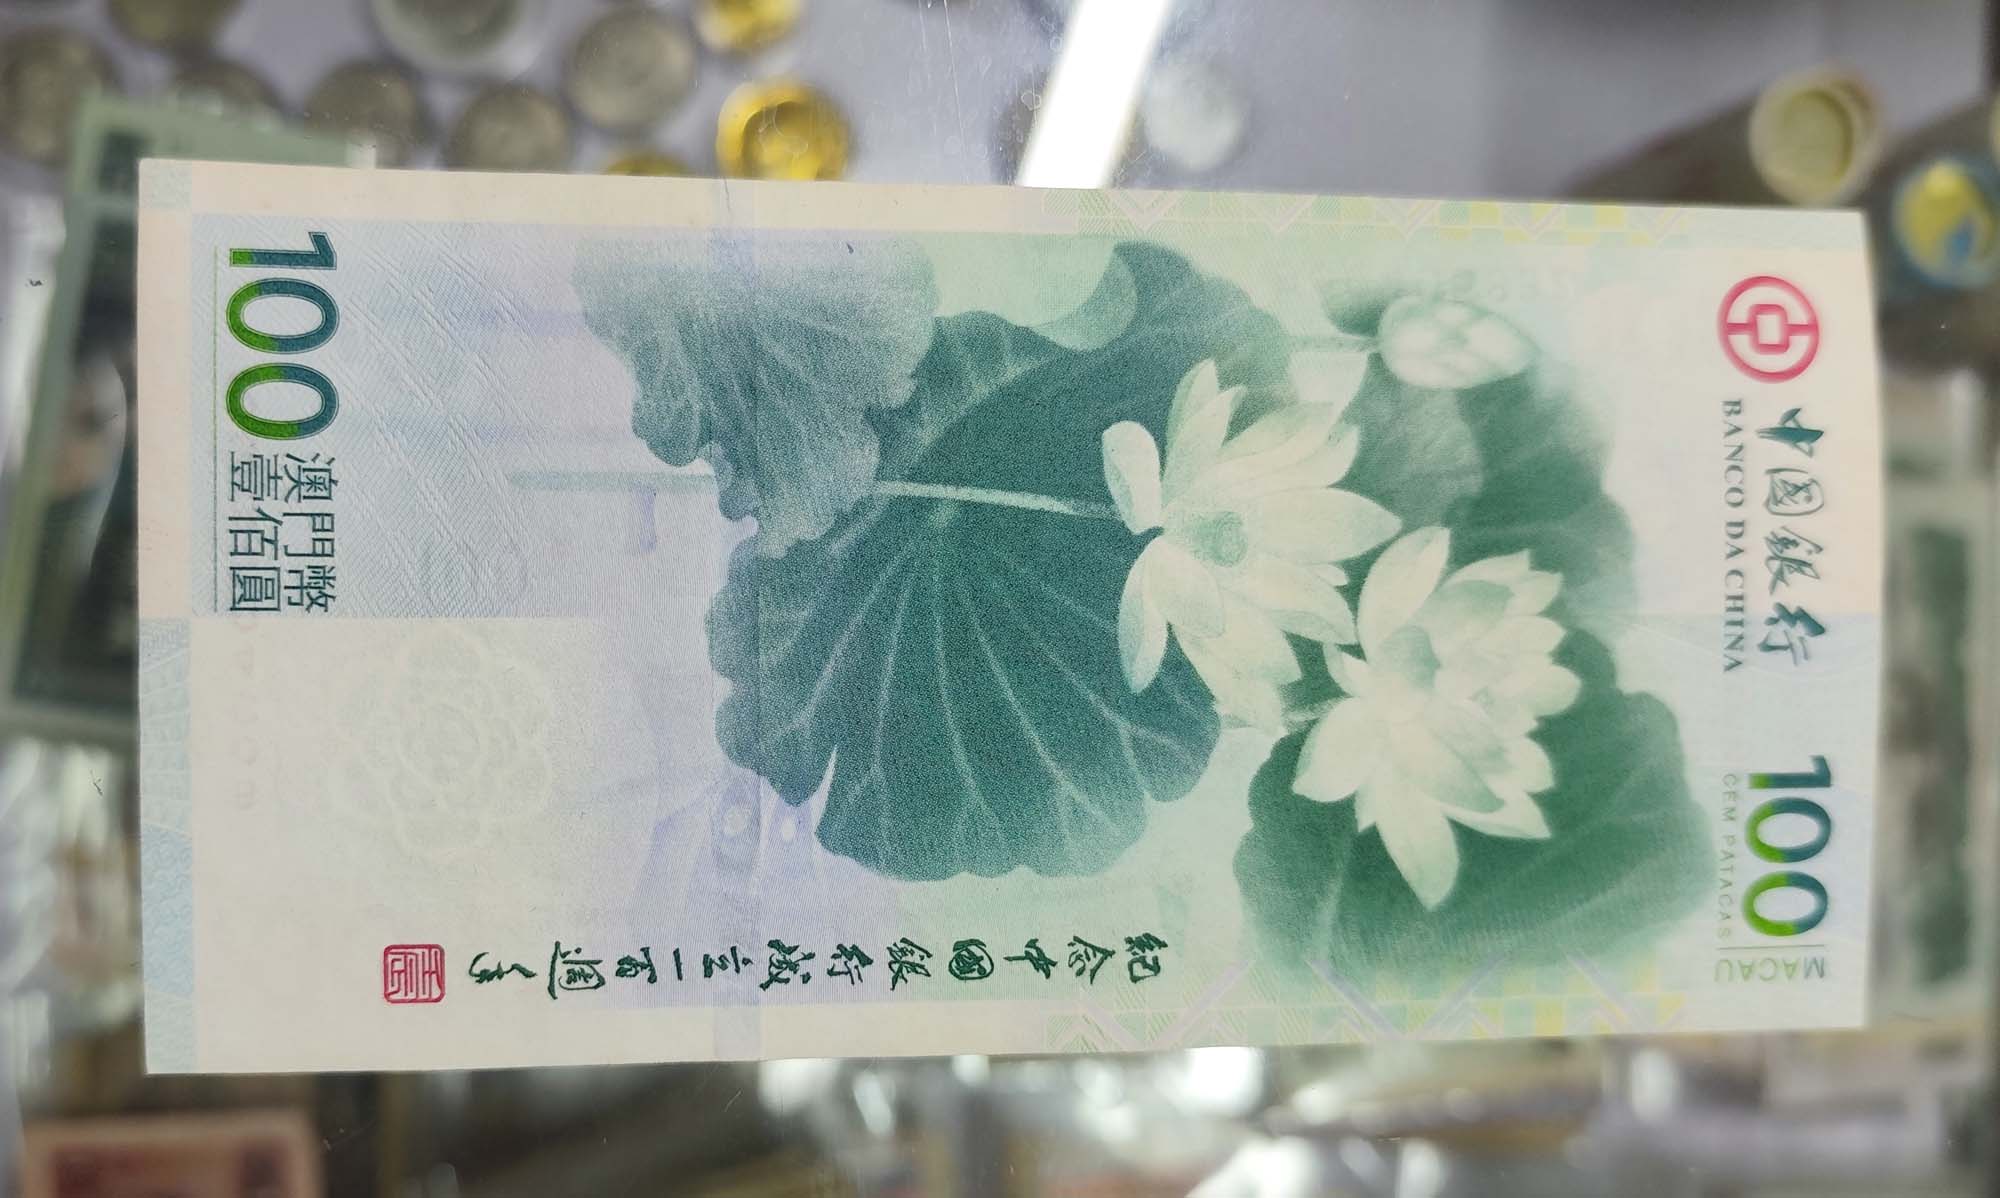 中國銀行
BANCO DA CHINA
100
CEM PATACAS
MACAU
紀念中國銀行成立一百週年
100
澳門幣
壹佰圓